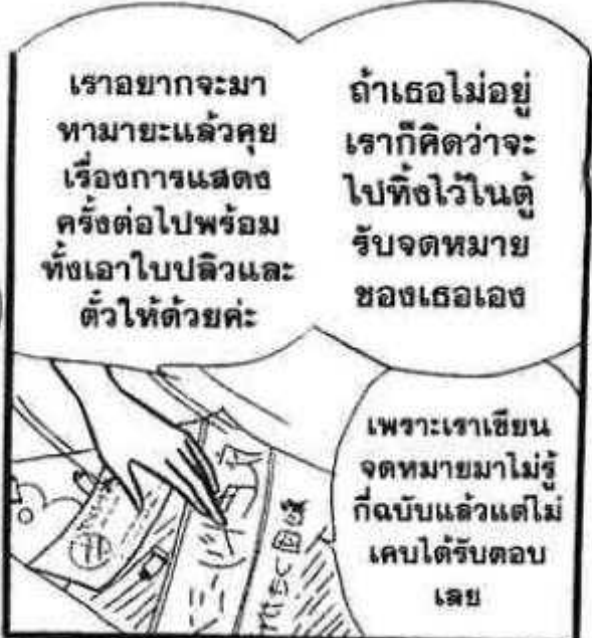 เราอยากจะมา
หามายะแล้วคุย
เรื่องการแสดง
ครั้งต่อไปพร้อม
ทั้งเอาใบปลิวและ
ตั๋วให้ด้วยค่ะ
ถ้าเธอไม่อยู่
เราก็คิดว่าจะ
ไปทิ้งไว้ในตู้
รับจดหมาย
ของเธอเอง
เพราะเราเขียน
จดหมายมาไม่รู้
กี่ฉบับแล้วแต่ไม่
เคบได้รับตอบ
เลย